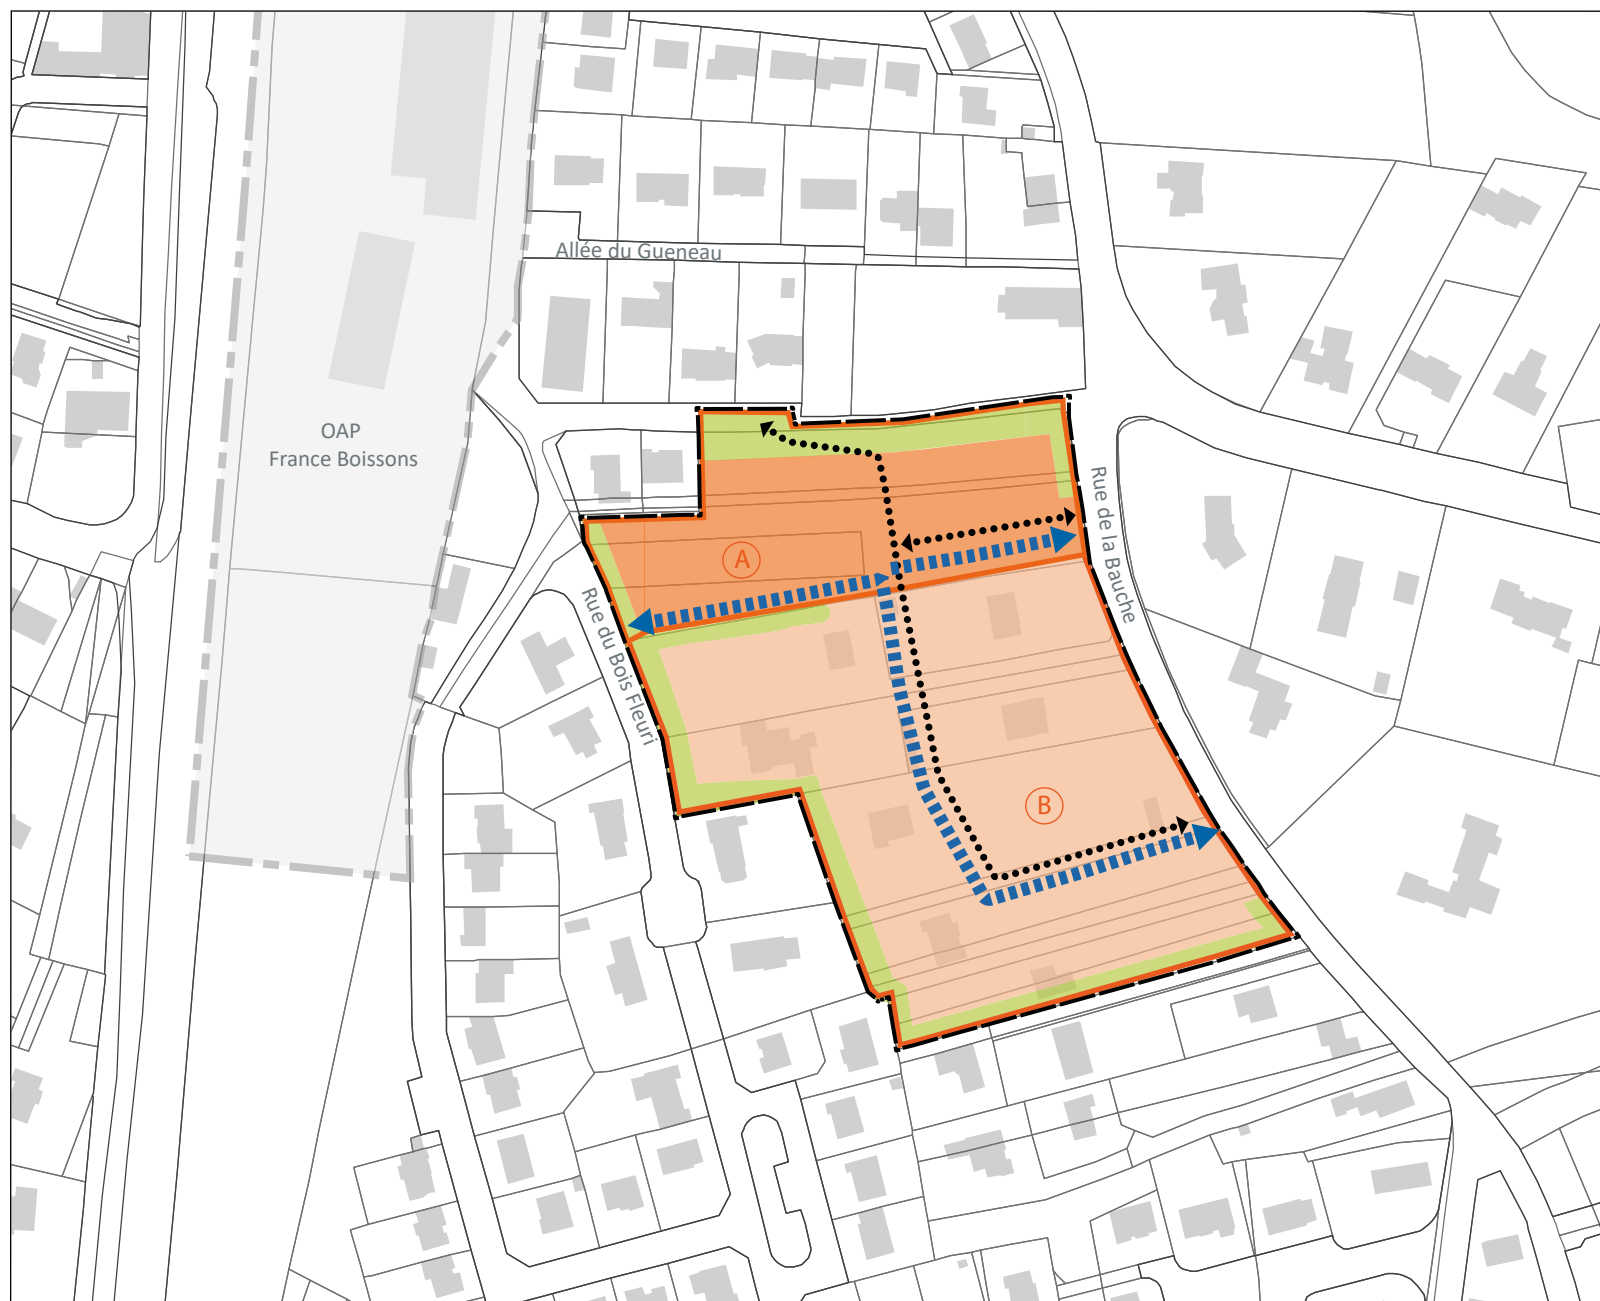 Allée du Gueneau
OAP
France Boissons
Rue de la Bauche
A
Rue du Bois Fleuri
B